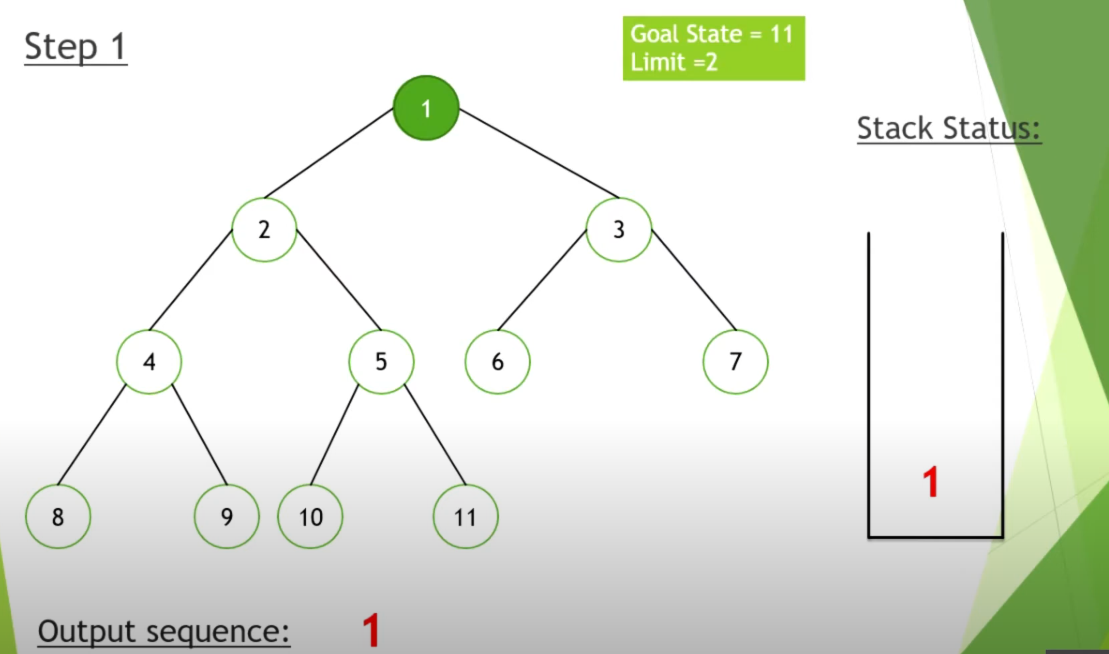 Step 1
Goal State = 11
Limit =2
1
Stack Status:
2
3
4
5
6
7
1
8
9
10
11
Output sequence: 1